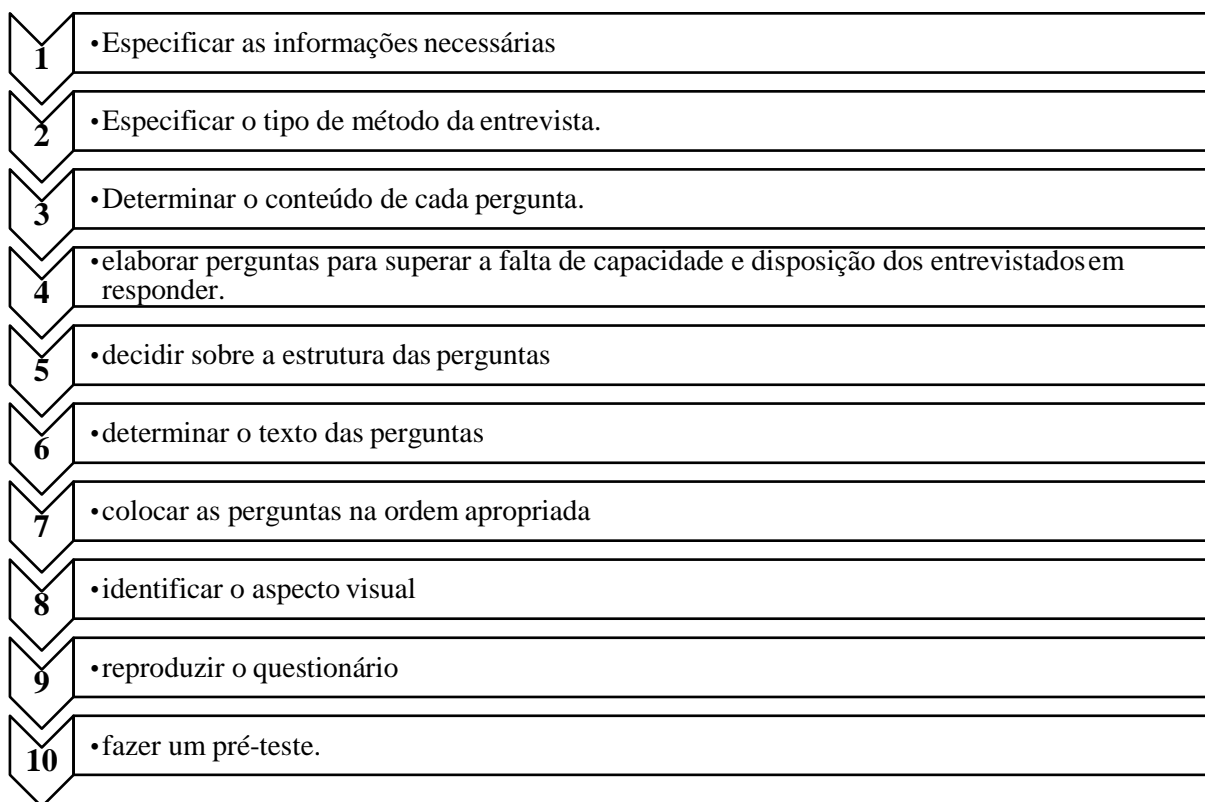 1 •Especificar as informações necessárias
2 •Especificar o tipo de método da entrevista.
3 •Determinar o conteúdo de cada pergunta.
4 •elaborar perguntas para superar a falta de capacidade e disposição dos entrevistadosem
responder.
5 •decidir sobre a estrutura das perguntas
6 •determinar o texto das perguntas
7 •colocar as perguntas na ordem apropriada
8 •identificar o aspecto visual
9 •reproduzir o questionário
10 •fazer um pré-teste.